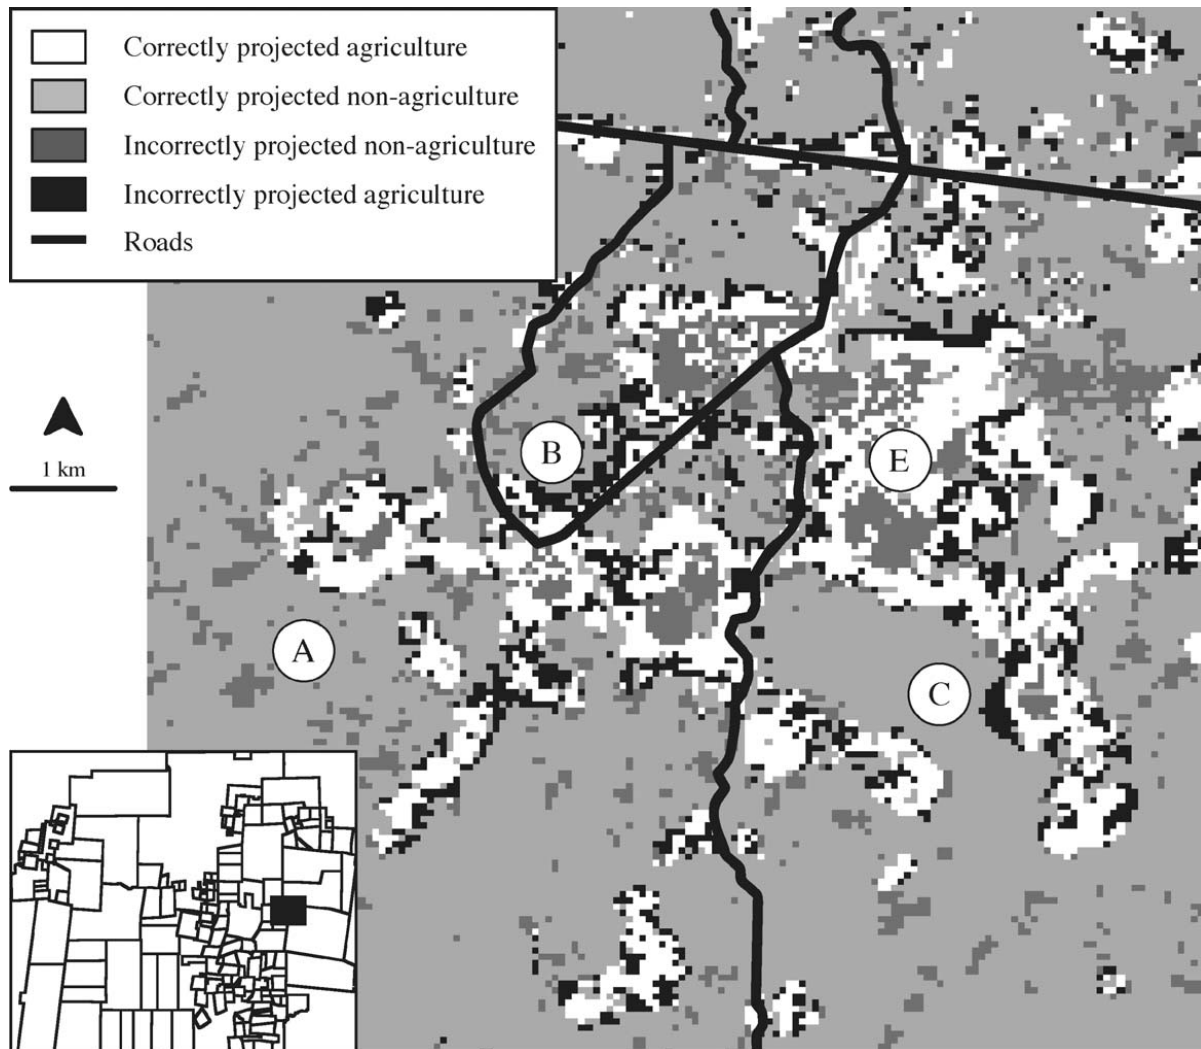 Correctly projected agriculture
Correctly projected non-agriculture
Incorrectly projected non-agriculture
Incorrectly projected agriculture
Roads
1 km
B
E
A
C